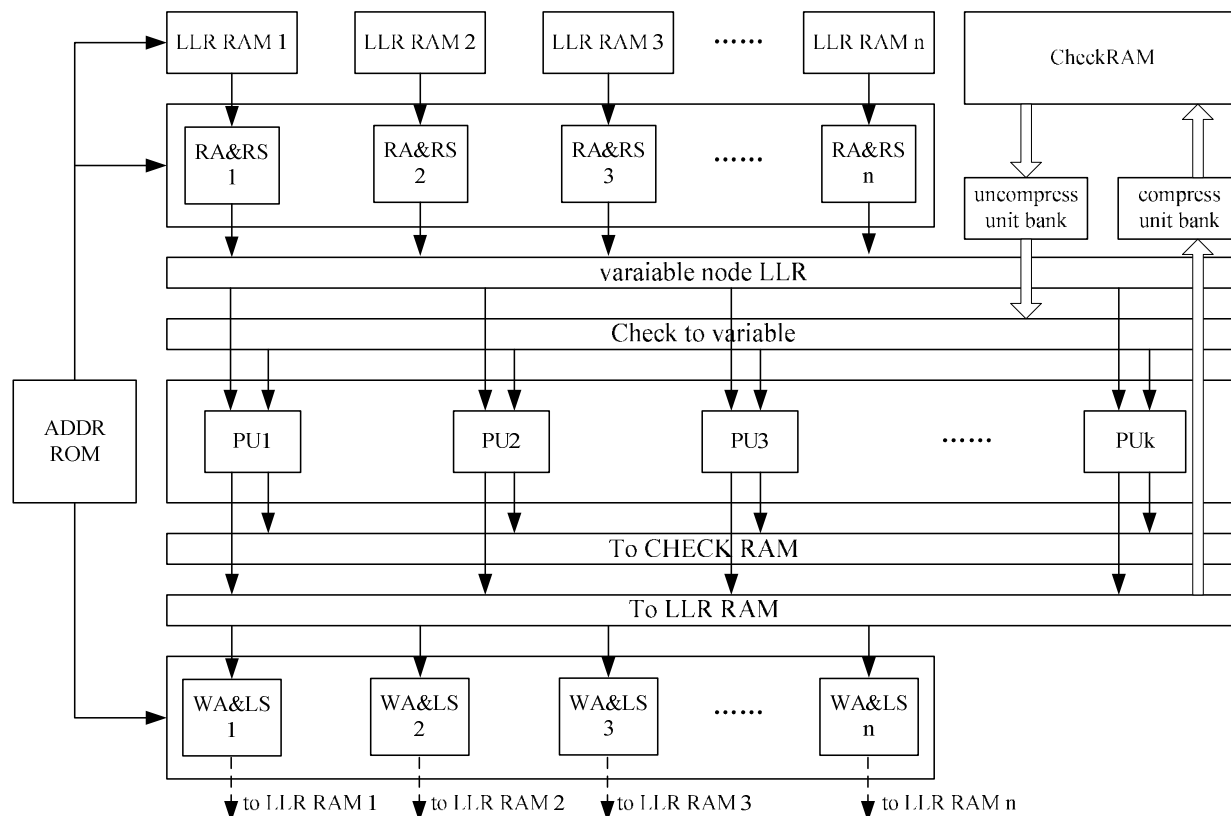 LLR RAM 1
LLR RAM 2
LLR RAM 3
......
LLR RAM n
CheckRAM
RA&RS
1
RA&RS
2
RA&RS
3
......
RA&RS
n
uncompress
unit bank
compress
unit bank
varaiable node LLR
Check to variable
ADDR
ROM
PU1
PU2
PU3
......
PUk
To CHECK RAM
To LLR RAM
WA&LS
1
WA&LS
2
WA&LS
3
......
WA&LS
n
to LLR RAM 1
to LLR RAM 2
to LLR RAM 3
to LLR RAM n